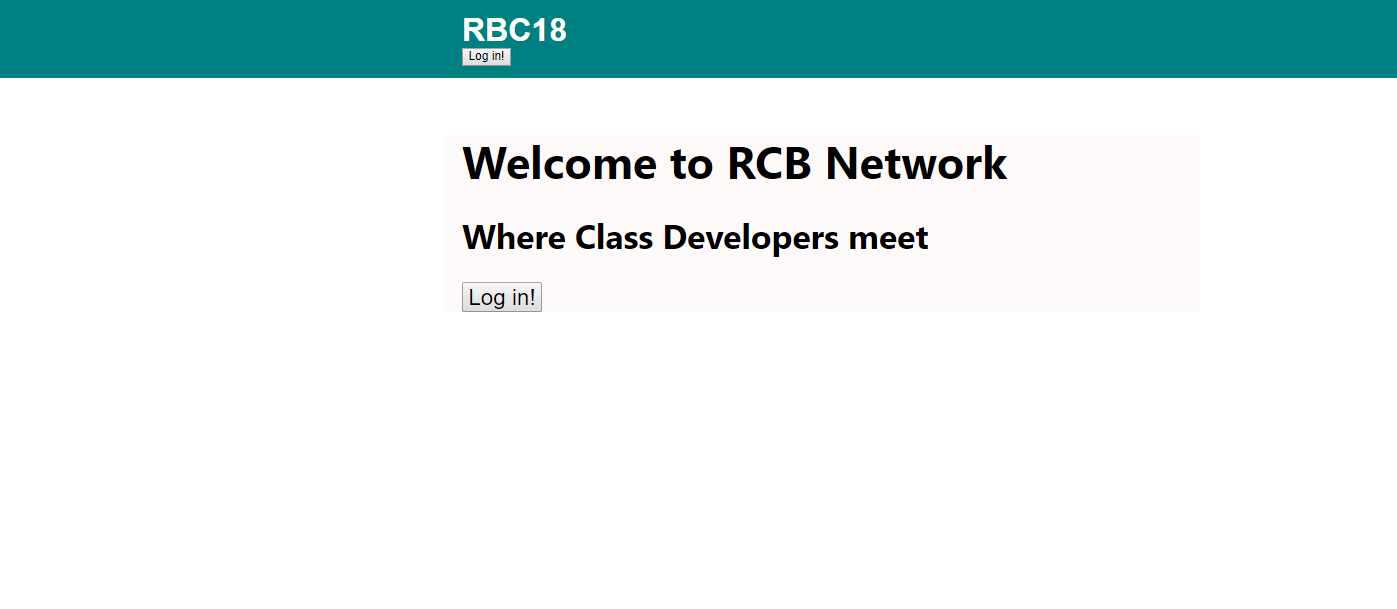 RBC18
Log in!
Welcome to RCB Network
Where Class Developers meet
Log in!